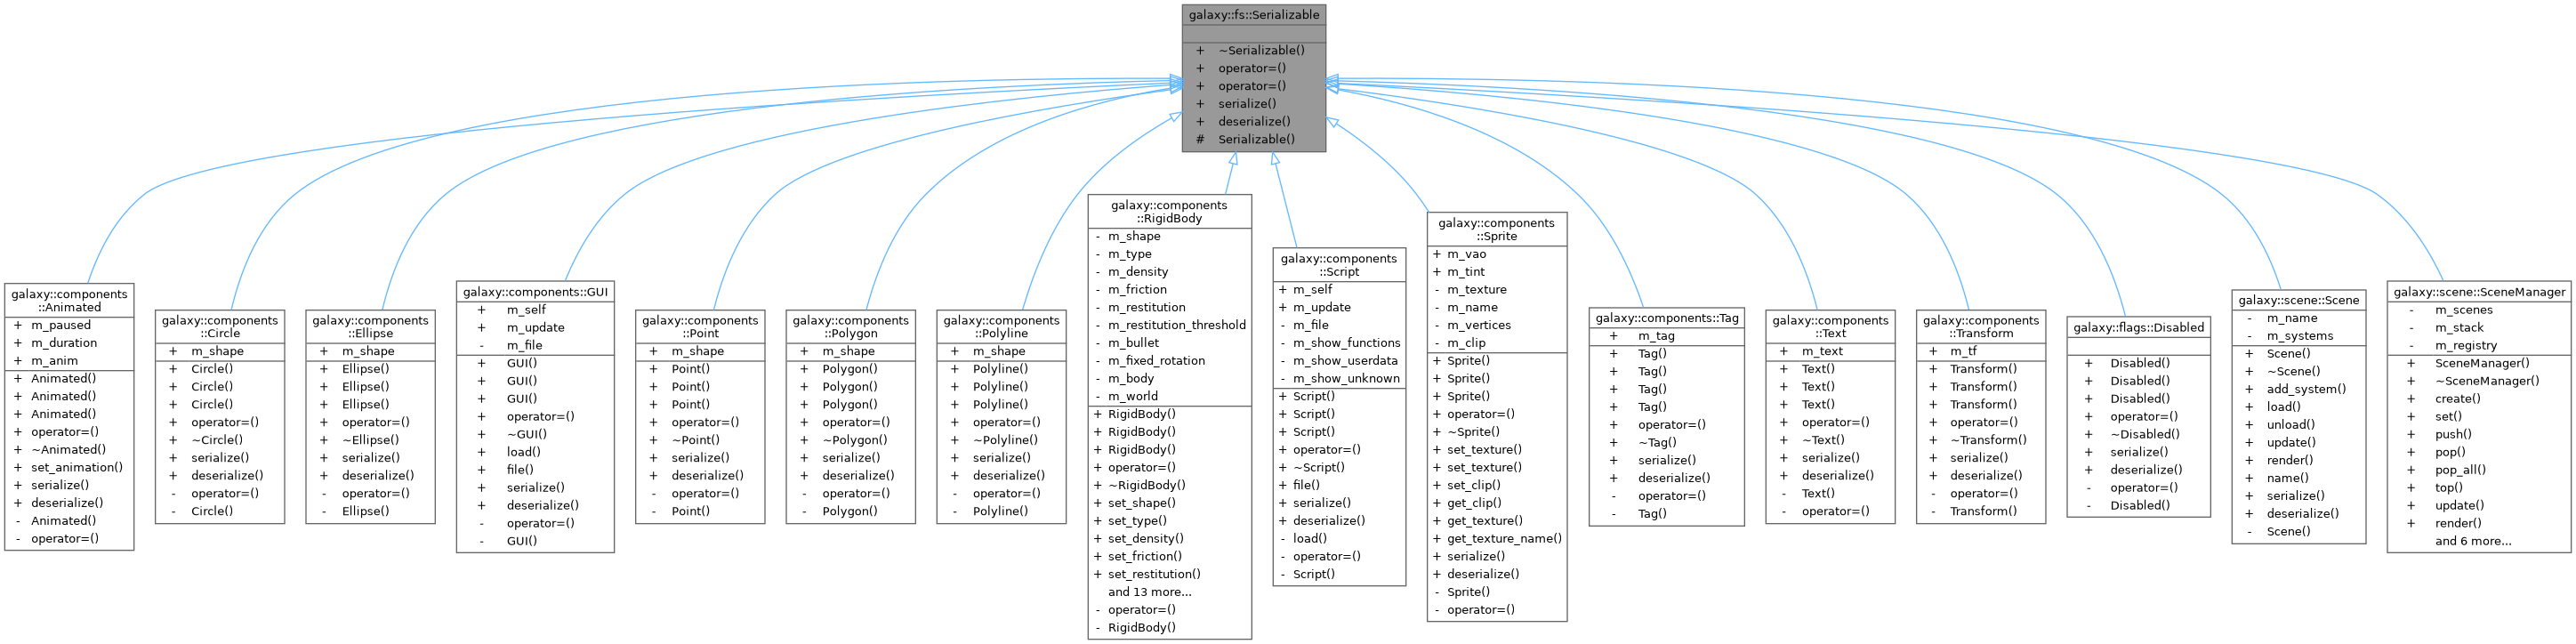 galaxy::fs::Serializable
+ ~Serializable()
+ operator=()
+ operator=()
+ serialize()
+ deserialize()
# Serializable()
galaxy::components
::Animated
+ m_paused
+ m_duration
+ m_anim
+ Animated()
+ Animated()
+ Animated()
+ operator=()
+ ~Animated()
+ set_animation()
+ serialize()
+ deserialize()
- Animated()
- operator=()
galaxy::components
::Circle
+ m_shape
+ Circle()
+ Circle()
+ Circle()
+ operator=()
+ ~Circle()
+ serialize()
+ deserialize()
- operator=()
- Circle()
galaxy::components
::Ellipse
+ m_shape
+ Ellipse()
+ Ellipse()
+ Ellipse()
+ operator=()
+ ~Ellipse()
+ serialize()
+ deserialize()
- operator=()
- Ellipse()
galaxy::components::GUI
+ m_self
+ m_update
- m_file
+ GUI()
+ GUI()
+ GUI()
+ operator=()
+ ~GUI()
+ load()
+ file()
+ serialize()
+ deserialize()
- operator=()
- GUI()
galaxy::components
::Point
+ m_shape
+ Point()
+ Point()
+ Point()
+ operator=()
+ ~Point()
+ serialize()
+ deserialize()
- operator=()
- Point()
galaxy::components
::Polygon
+ m_shape
+ Polygon()
+ Polygon()
+ Polygon()
+ operator=()
+ ~Polygon()
+ serialize()
+ deserialize()
- operator=()
- Polygon()
galaxy::components
::Polyline
+ m_shape
+ Polyline()
+ Polyline()
+ Polyline()
+ operator=()
+ ~Polyline()
+ serialize()
+ deserialize()
- operator=()
- Polyline()
galaxy::components
::RigidBody
- m_shape
- m_type
- m_density
- m_friction
- m_restitution
- m_restitution_threshold
- m_bullet
- m_fixed_rotation
- m_body
- m_world
+ RigidBody()
+ RigidBody()
+ RigidBody()
+ operator=()
+ ~RigidBody()
+ set_shape()
+ set_type()
+ set_density()
+ set_friction()
+ set_restitution()
and 13 more...
- operator=()
- RigidBody()
galaxy::components
::Script
+ m_self
+ m_update
- m_file
- m_show_functions
- m_show_userdata
- m_show_unknown
+ Script()
+ Script()
+ Script()
+ operator=()
+ ~Script()
+ file()
+ serialize()
+ deserialize()
- load()
- operator=()
- Script()
galaxy::components
::Sprite
+ m_vao
+ m_tint
- m_texture
- m_name
- m_vertices
- m_clip
+ Sprite()
+ Sprite()
+ Sprite()
+ operator=()
+ ~Sprite()
+ set_texture()
+ set_texture()
+ set_clip()
+ get_clip()
+ get_texture()
+ get_texture_name()
+ serialize()
+ deserialize()
- Sprite()
- operator=()
galaxy::components::Tag
+ m_tag
+ Tag()
+ Tag()
+ Tag()
+ Tag()
+ operator=()
+ ~Tag()
+ serialize()
+ deserialize()
- operator=()
- Tag()
galaxy::components
::Text
+ m_text
+ Text()
+ Text()
+ Text()
+ operator=()
+ ~Text()
+ serialize()
+ deserialize()
- Text()
- operator=()
galaxy::components
::Transform
+ m_tf
+ Transform()
+ Transform()
+ Transform()
+ operator=()
+ ~Transform()
+ serialize()
+ deserialize()
- operator=()
- Transform()
galaxy::flags::Disabled
+ Disabled()
+ Disabled()
+ Disabled()
+ operator=()
+ ~Disabled()
+ serialize()
+ deserialize()
- operator=()
- Disabled()
galaxy::scene::Scene
- m_name
- m_systems
+ Scene()
+ ~Scene()
+ add_system()
+ load()
+ unload()
+ update()
+ render()
+ name()
+ serialize()
+ deserialize()
- Scene()
galaxy::scene::SceneManager
- m_scenes
- m_stack
- m_registry
+ SceneManager()
+ ~SceneManager()
+ create()
+ set()
+ push()
+ pop()
+ pop_all()
+ top()
+ update()
+ render()
and 6 more...